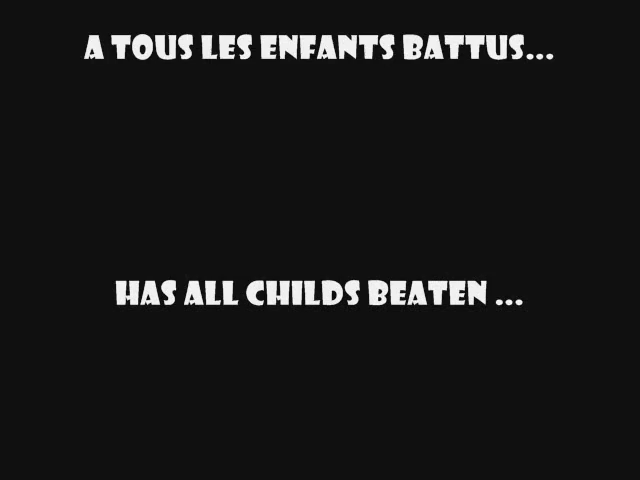 A TOUS LES ENFANTS BATTUS...
HAS ALL CHILDS BEATEN ...